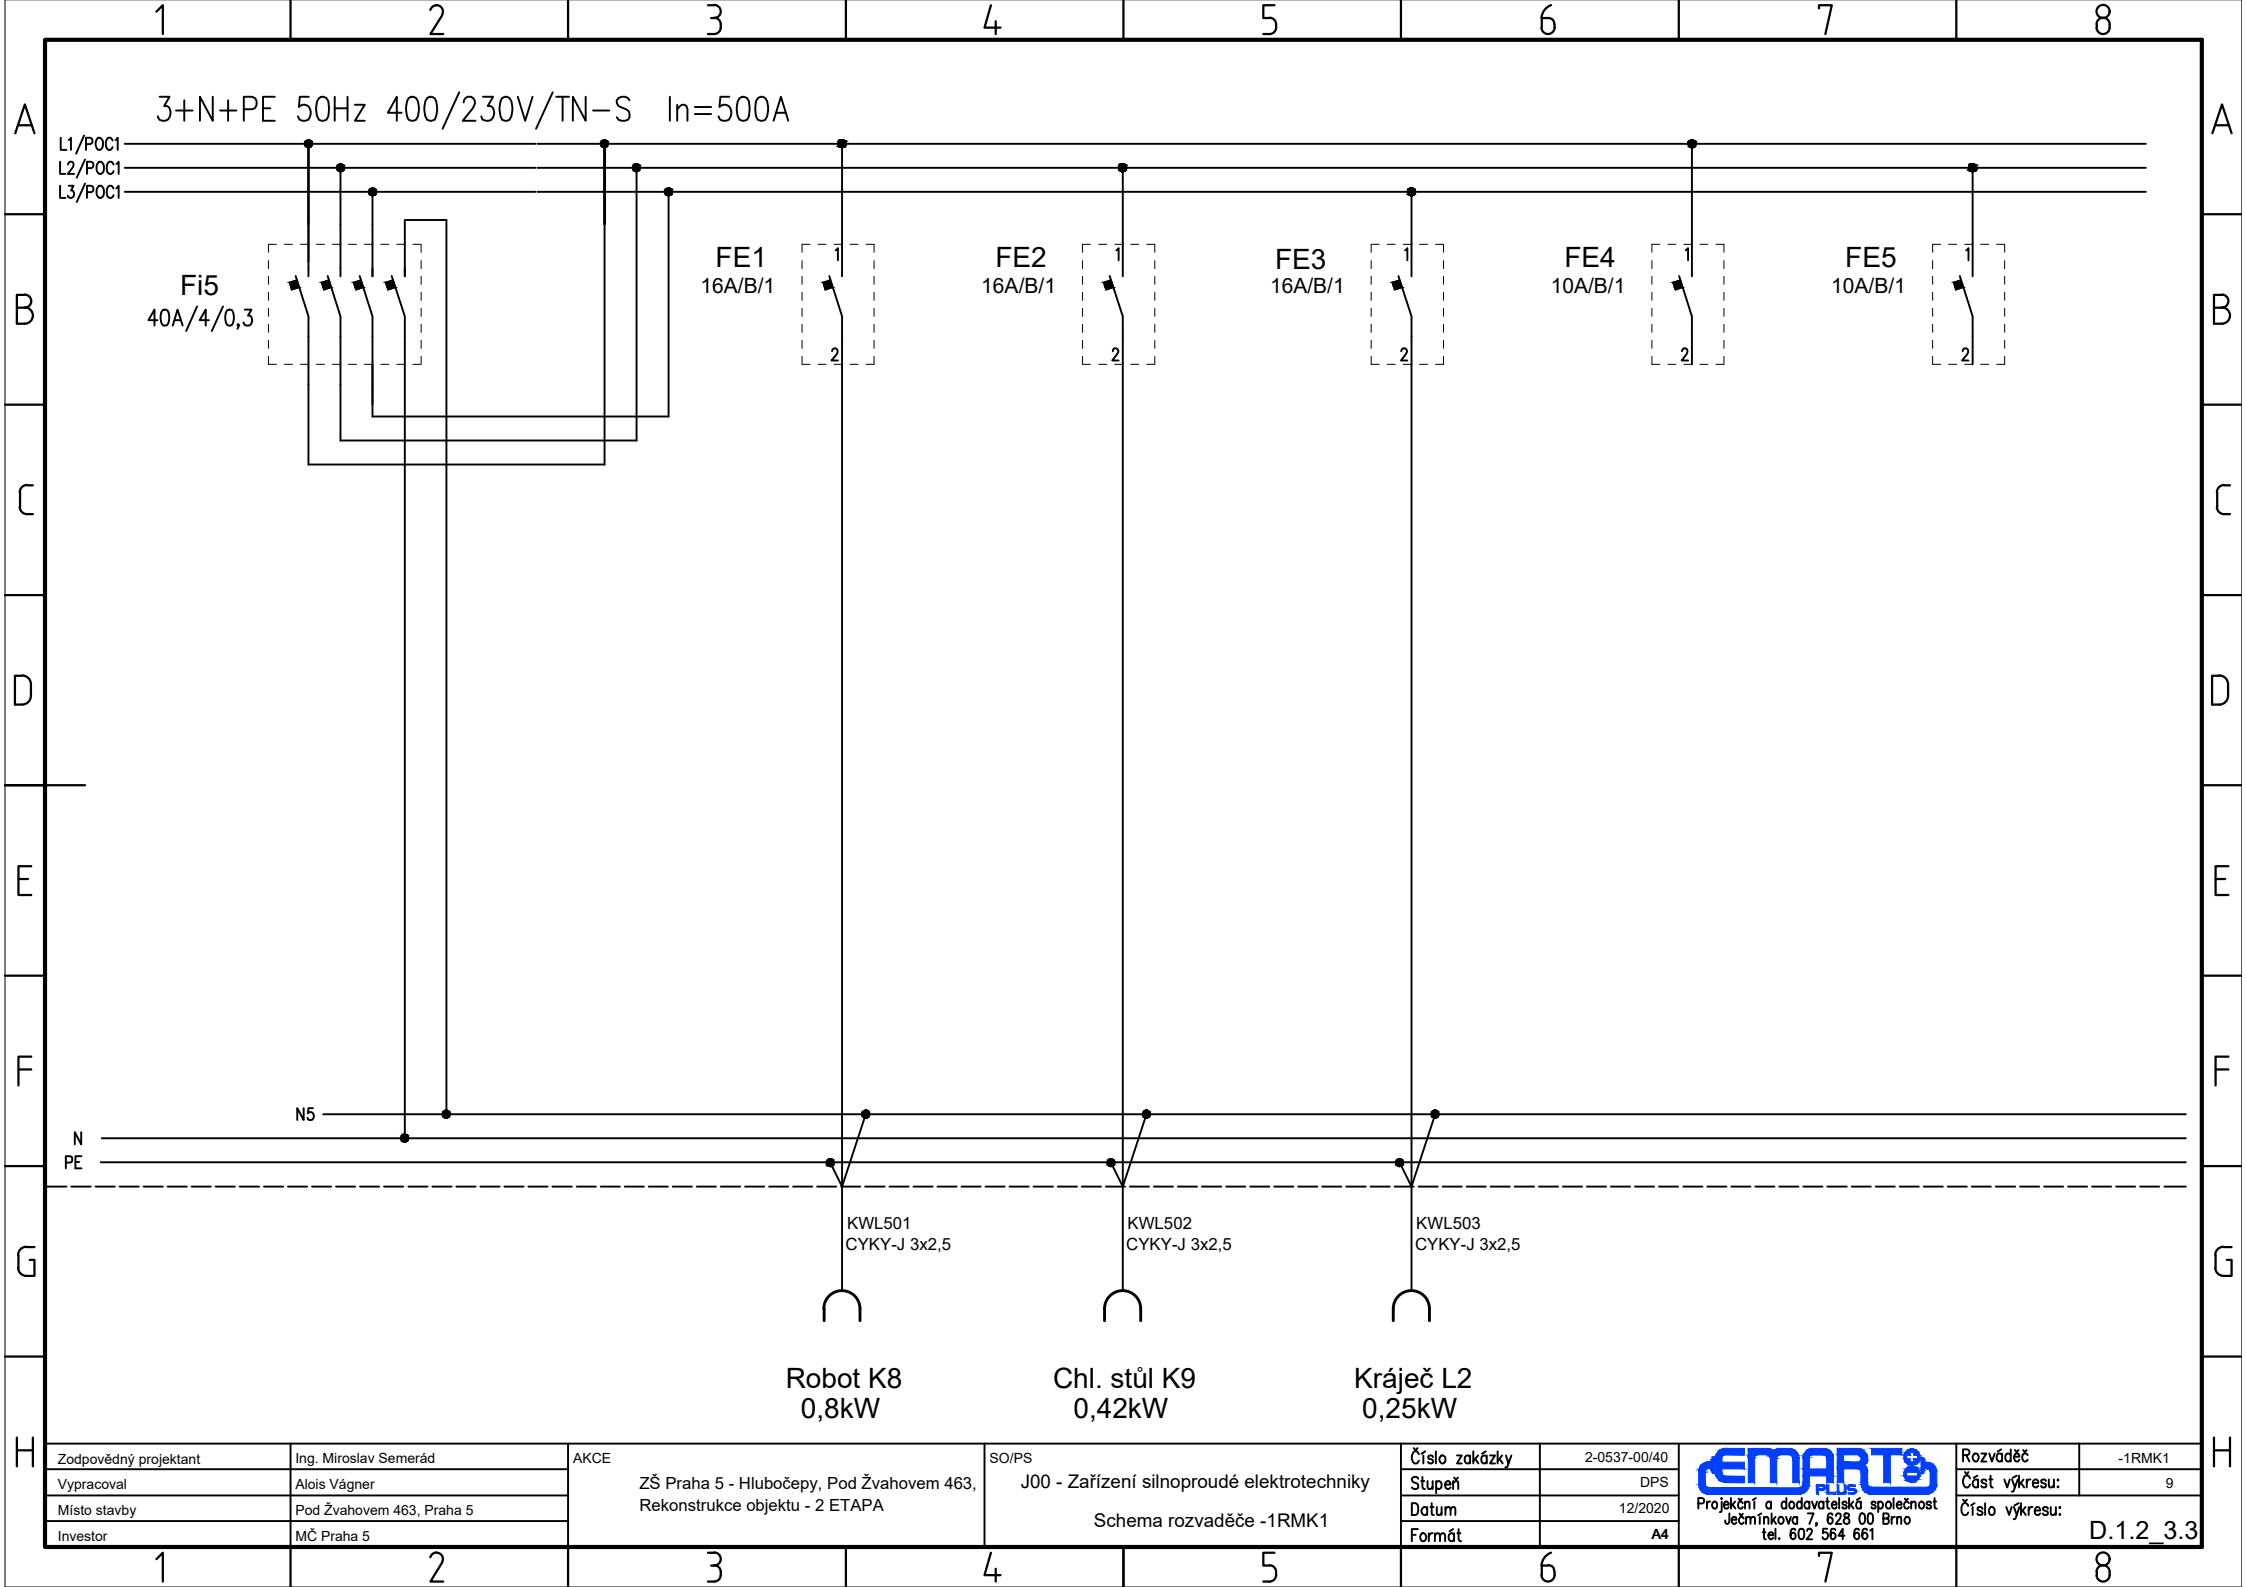 1 2 3 4 5 6 7 8
A A
3+N+PE 50Hz 400/230V/TN-S In=500A
L1/POC1
L2/POC1
L3/POC1
B B
Fi5
40A/4/0,3
FE1
16A/B/1
1
2
FE2
16A/B/1
1
2
FE3
16A/B/1
1
2
FE4
10A/B/1
1
2
FE5
10A/B/1
1
2
C C
D D
E E
F F
N5
N
PE
G G
KWL501
CYKY-J 3x2,5
KWL502
CYKY-J 3x2,5
KWL503
CYKY-J 3x2,5
Robot K8
0,8kW
Chl. stůl K9
0,42kW
Kráječ L2
0,25kW
H H
Zodpovědný projektant Ing. Miroslav Semerád
Vypracoval Alois Vágner
Místo stavby Pod Žvahovem 463, Praha 5
Investor MČ Praha 5
AKCE
ZŠ Praha 5 - Hlubočepy, Pod Žvahovem 463,
Rekonstrukce objektu - 2 ETAPA
SO/PS
J00 - Zařízení silnoproudé elektrotechniky
Schema rozvaděče -1RMK1
Číslo zakázky 2-0537-00/40
Stupeň DPS
Datum 12/2020
Formát A4
EMART
PLUS
Projekční a dodavatelská společnost
Ječmínkova 7, 628 00 Brno
tel. 602 564 661
Rozváděč -1RMK1
Část výkresu: 9
Číslo výkresu:
D.1.2_3.3
1 2 3 4 5 6 7 8